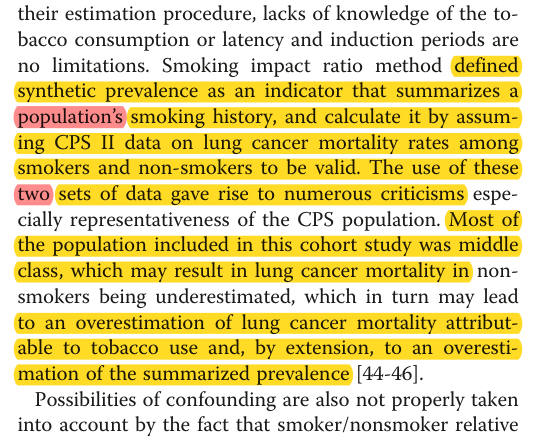 their estimation procedure, lacks of knowledge of the to-
bacco consumption or latency and induction periods are
no limitations. Smoking impact ratio method defined
synthetic prevalence as an indicator that summarizes a
population’s smoking history, and calculate it by assum-
ing CPS II data on lung cancer mortality rates among
smokers and non-smokers to be valid. The use of these
two sets of data gave rise to numerous criticisms espe-
cially representativeness of the CPS population. Most of
the population included in this cohort study was middle
class, which may result in lung cancer mortality in non-
smokers being underestimated, which in turn may lead
to an overestimation of lung cancer mortality attribut-
able to tobacco use and, by extension, to an overesti-
mation of the summarized prevalence [44-46].
Possibilities of confounding are also not properly taken
into account by the fact that smoker/nonsmoker relative